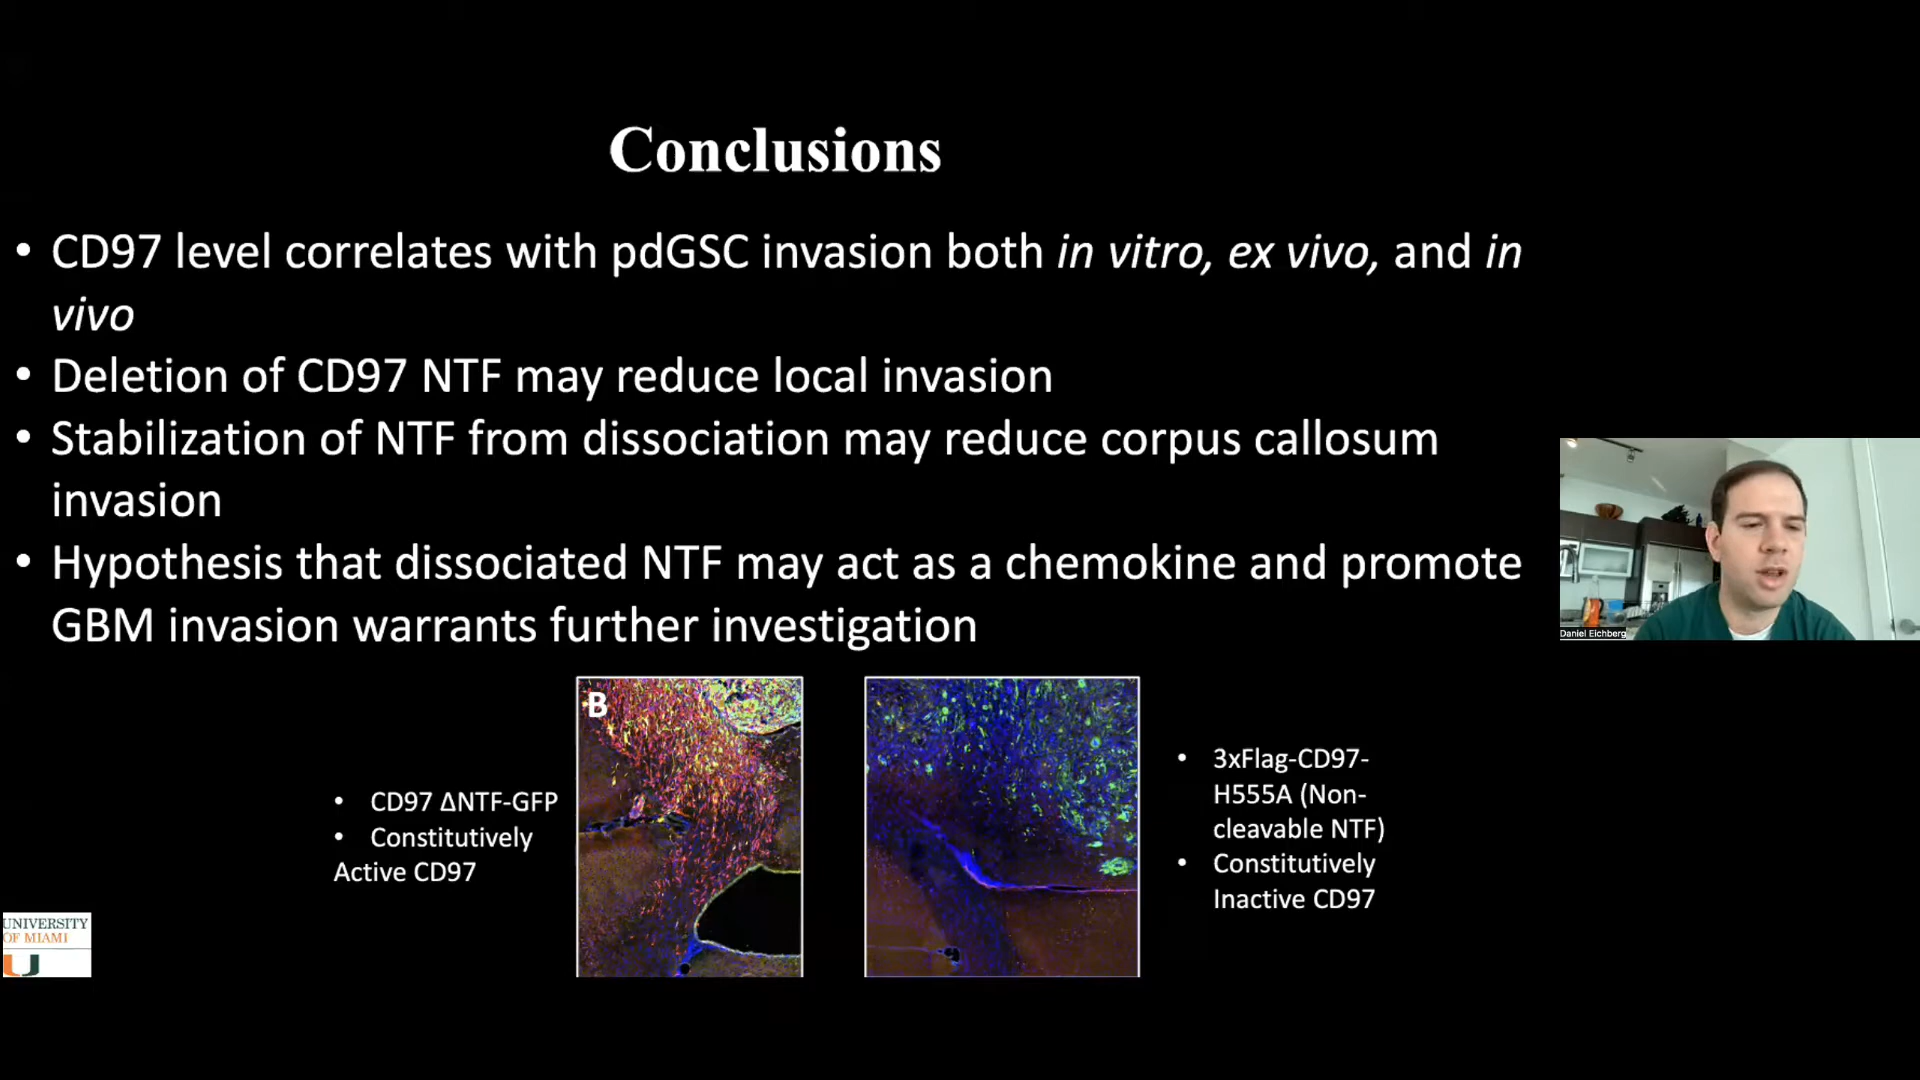 Conclusions
• CD97 level correlates with pdGSC invasion both in vitro, ex vivo, and in
vivo
• Deletion of CD97 NTF may reduce local invasion
• Stabilization of NTF from dissociation may reduce corpus callosum
invasion
• Hypothesis that dissociated NTF may act as a chemokine and promote
GBM invasion warrants further investigation
B
• CD97 ΔNTF-GFP
• Constitutively
Active CD97
• 3xFlag-CD97-
H555A (Non-
cleavable NTF)
• Constitutively
Inactive CD97
Daniel Eichberg
UNIVERSITY
OF MIAMI
U